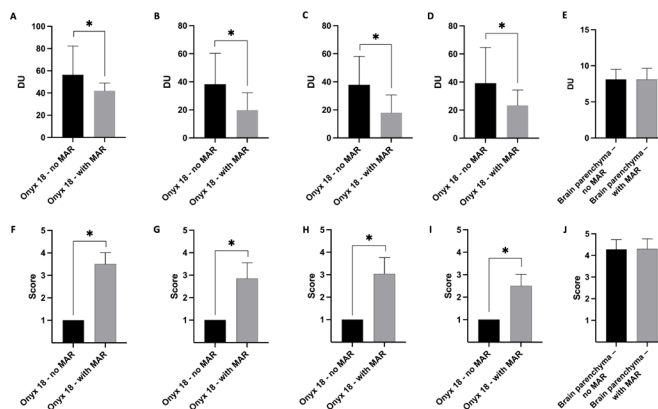 A
B
C
D
E
DU
100
80
60
40
20
0
*
Onyx 18 - no MAR
Onyx 18 - with MAR
DU
80
60
40
20
0
*
Onyx 18 - no MAR
Onyx 18 - with MAR
DU
80
60
40
20
0
*
Onyx 18 - no MAR
Onyx 18 - with MAR
DU
80
60
40
20
0
*
Onyx 18 - no MAR
Onyx 18 - with MAR
DU
20
15
10
5
0
Brain parenchyma –
no MAR
Brain parenchyma –
with MAR
F
G
H
I
J
Score
5
4
3
2
1
*
Onyx 18 - no MAR
Onyx 18 - with MAR
Score
5
4
3
2
1
*
Onyx 18 - no MAR
Onyx 18 - with MAR
Score
5
4
3
2
1
*
Onyx 18 - no MAR
Onyx 18 - with MAR
Score
5
4
3
2
1
*
Onyx 18 - no MAR
Onyx 18 - with MAR
Score
5
4
3
2
1
Brain parenchyma –
no MAR
Brain parenchyma –
with MAR